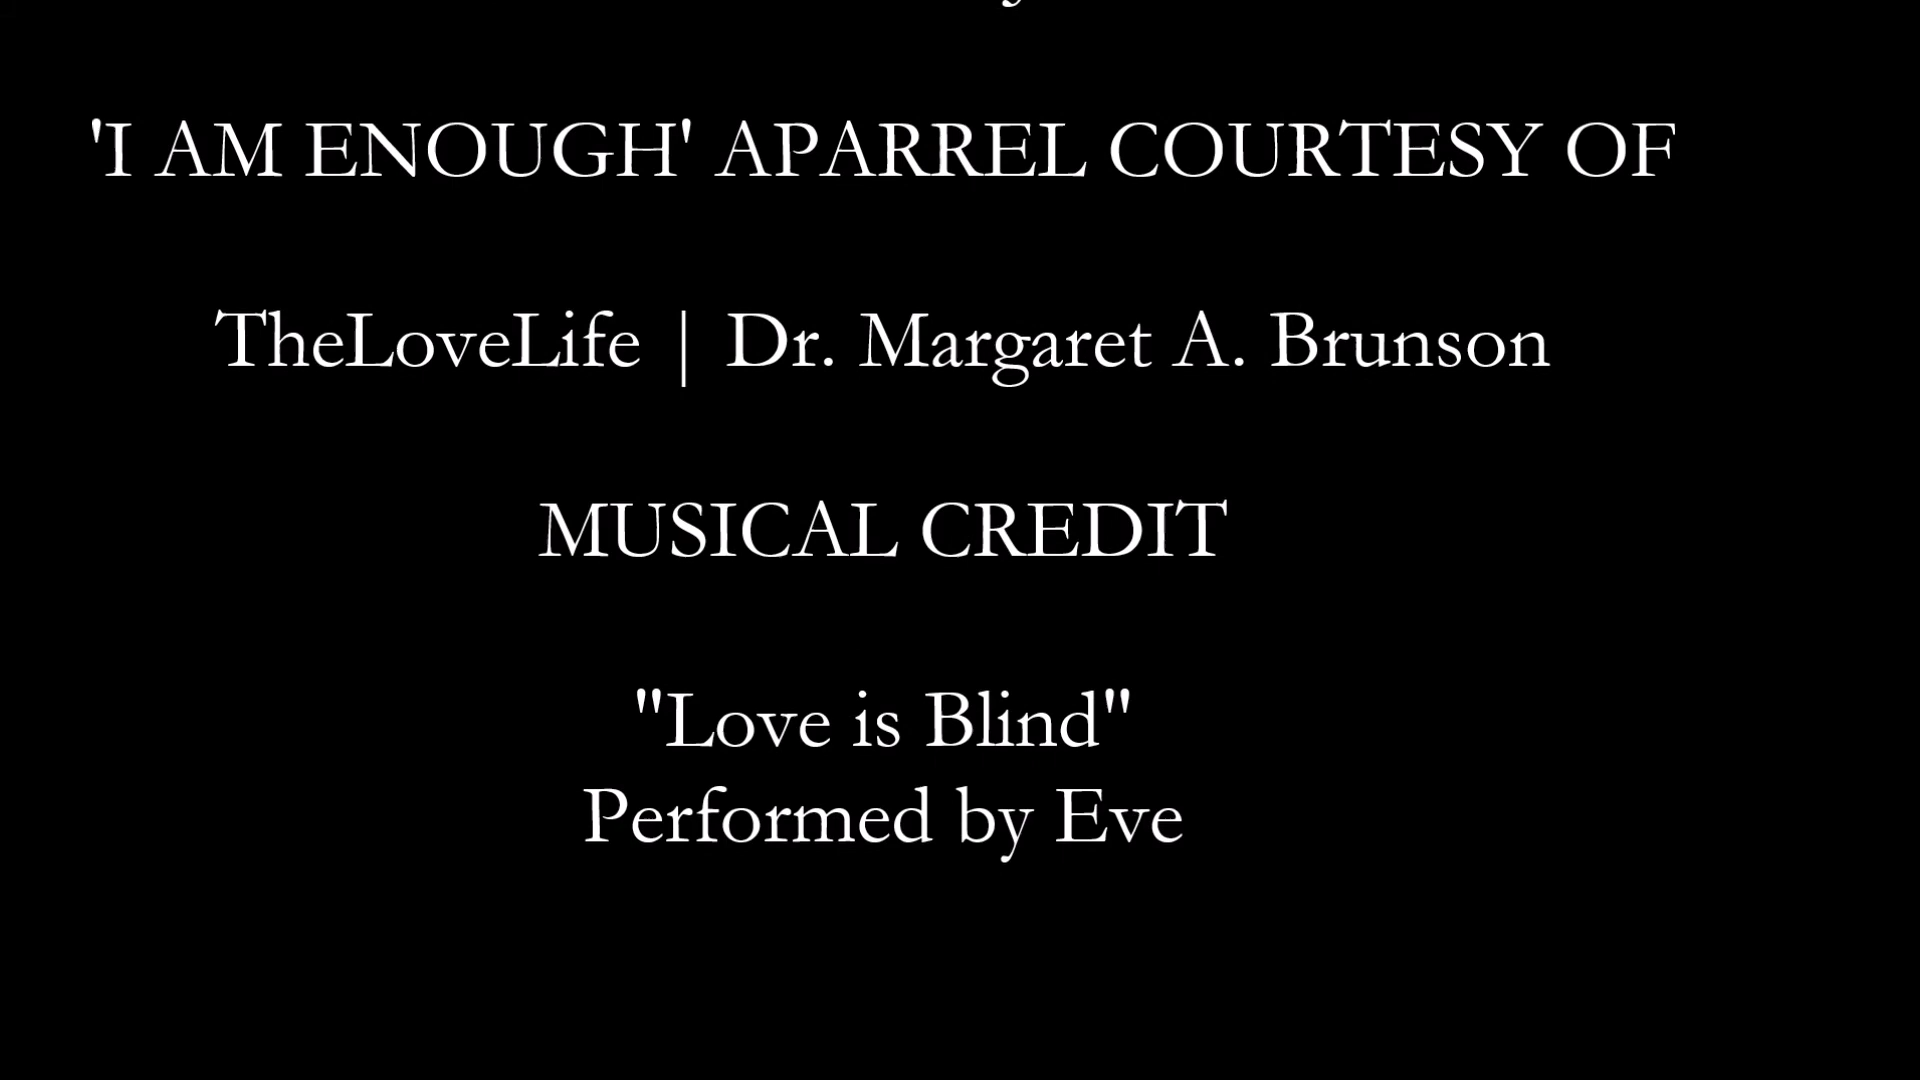 'I AM ENOUGH' APARREL COURTESY OF
TheLoveLife | Dr. Margaret A. Brunson
MUSICAL CREDIT
"Love is Blind"
Performed by Eve